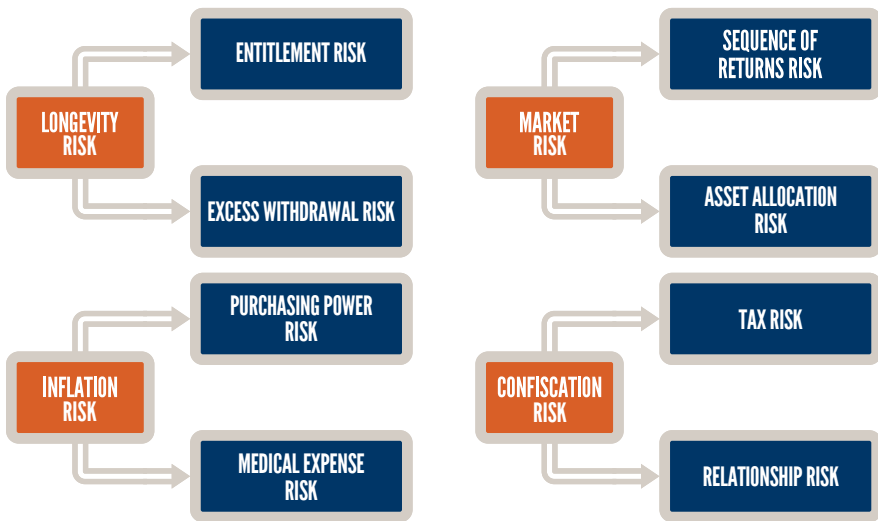 ENTITLEMENT RISK
LONGEVITY
RISK
EXCESS WITHDRAWAL RISK
SEQUENCE OF
RETURNS RISK
MARKET
RISK
ASSET ALLOCATION
RISK
PURCHASING POWER
RISK
INFLATION
RISK
MEDICAL EXPENSE
RISK
TAX RISK
CONFISCATION
RISK
RELATIONSHIP RISK